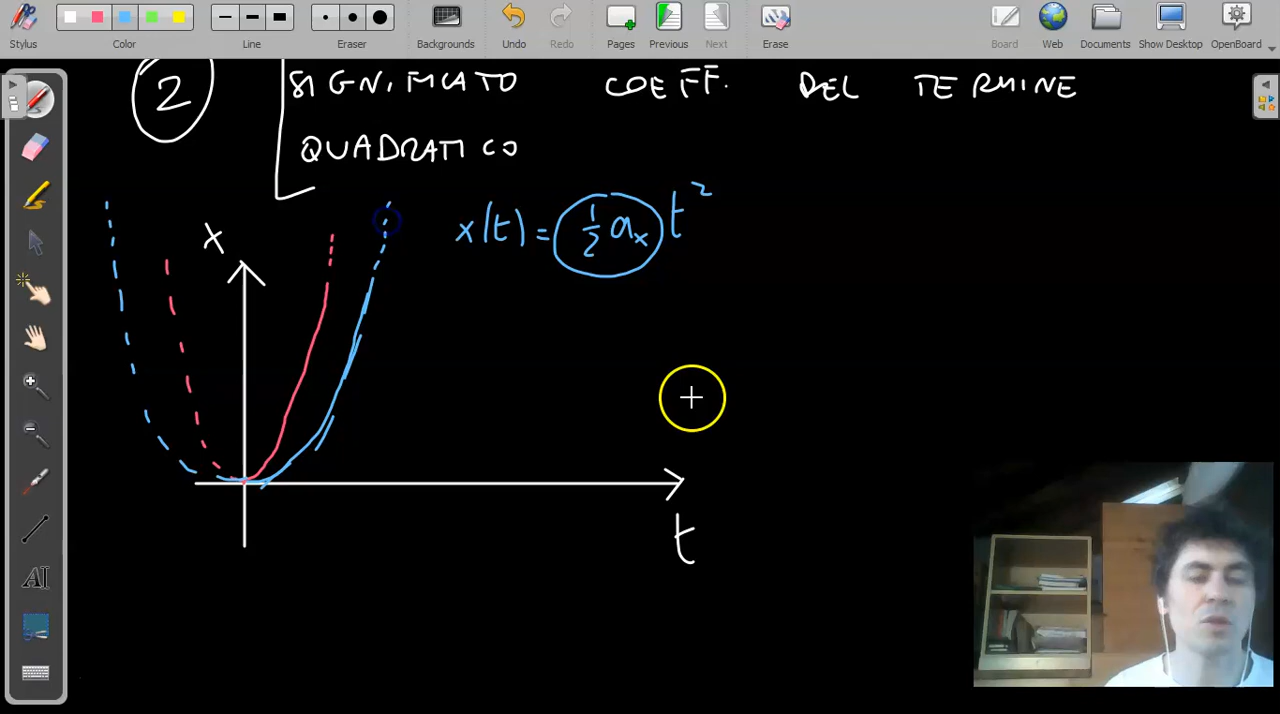 Stylus Color Line Eraser Backgrounds Undo Redo Pages Previous Next Erase Board Web Documents Show Desktop OpenBoard
2 SIGNIFICATO COEFF. DEL TERMINE
QUADRATICO
x(t) = ½ aₓ t²
x
t